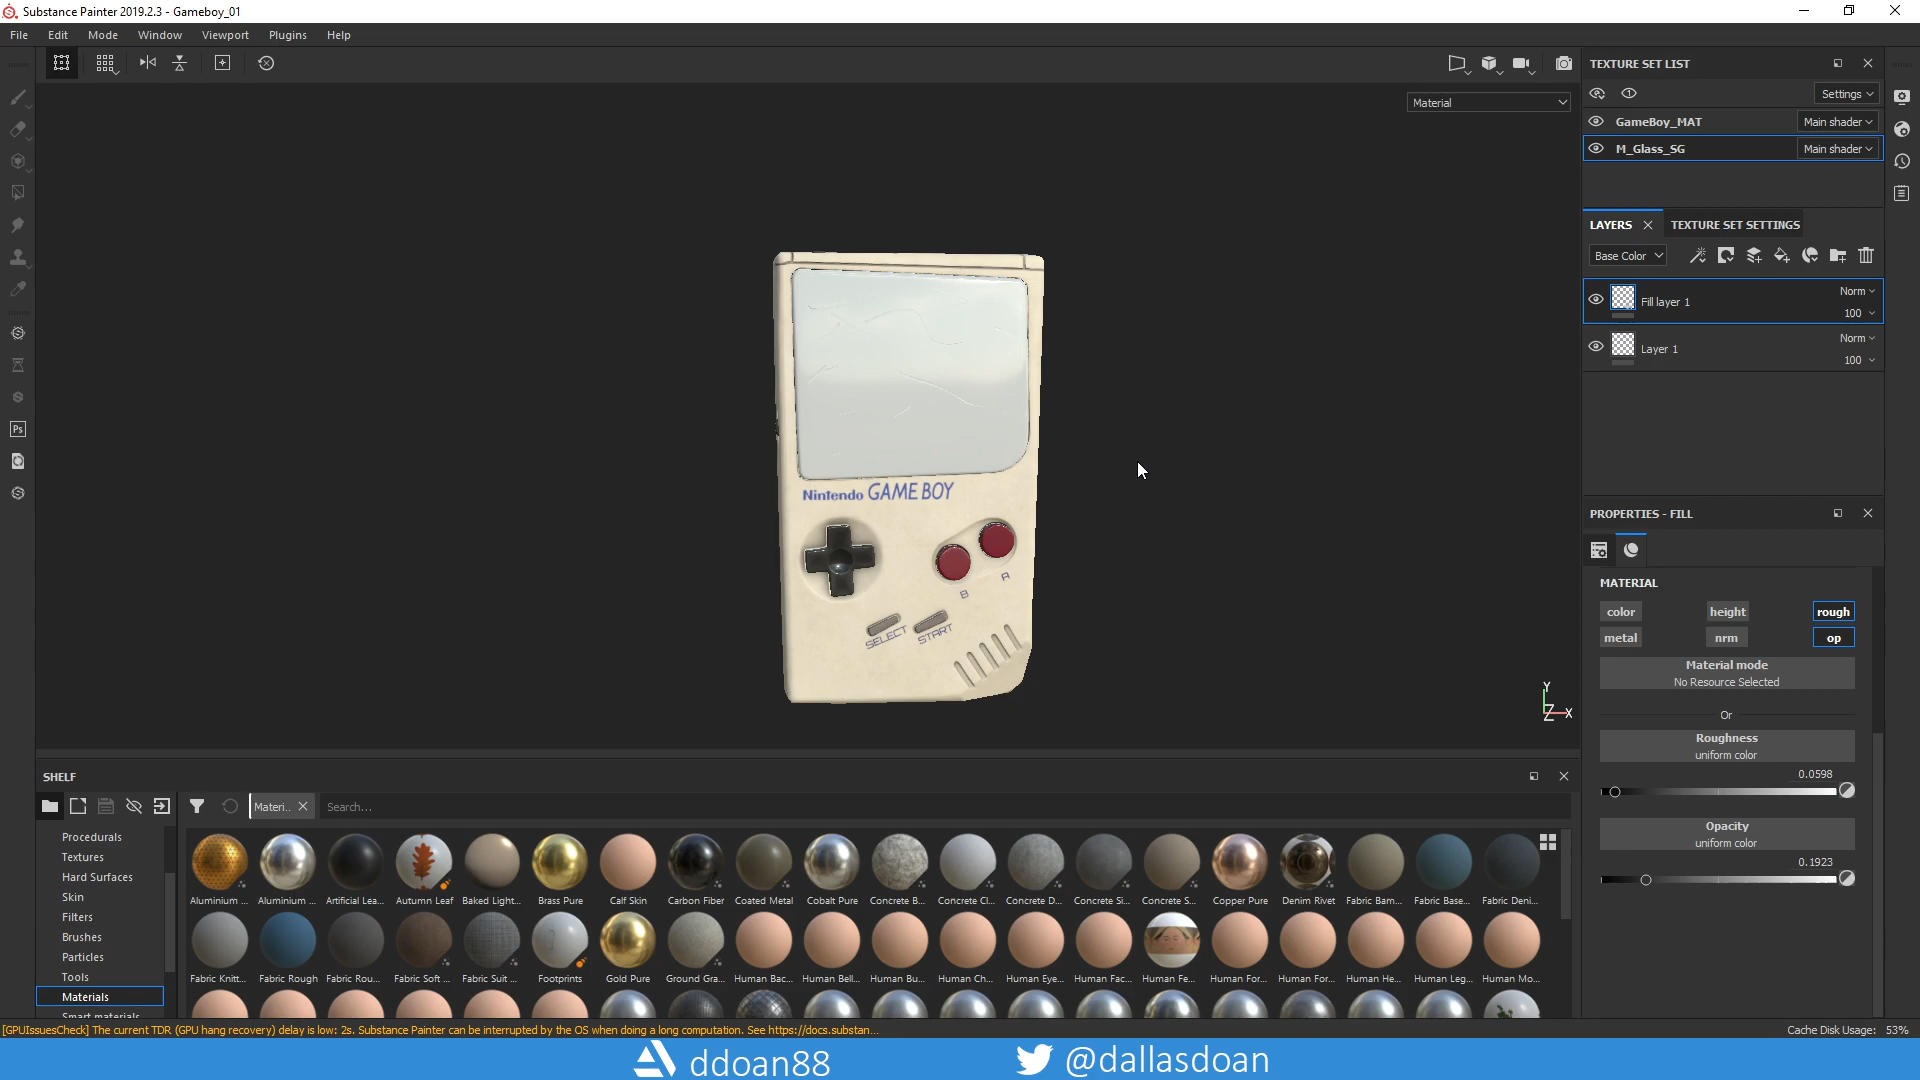 Substance Painter 2019.2.3 - Gameboy_01
File Edit Mode Window Viewport Plugins Help
Material
TEXTURE SET LIST
Settings
GameBoy_MAT Main shader
M_Glass_SG Main shader
LAYERS TEXTURE SET SETTINGS
Base Color
Fill layer 1 Norm 100
Layer 1 Norm 100
Nintendo GAME BOY
A
B
SELECT START
Y
Z X
PROPERTIES - FILL
MATERIAL
color height rough
metal nrm op
Material mode
No Resource Selected
Or
Roughness
uniform color
0.0598
Opacity
uniform color
0.1923
SHELF
Materi... Search...
Procedurals
Textures
Hard Surfaces
Skin
Filters
Brushes
Particles
Tools
Materials
Smart materials
Aluminium ... Aluminium ... Artificial Lea... Autumn Leaf Baked Light... Brass Pure Calf Skin Carbon Fiber Coated Metal Cobalt Pure Concrete B... Concrete Cl... Concrete D... Concrete Si... Concrete S... Copper Pure Denim Rivet Fabric Bam... Fabric Base... Fabric Deni...
Fabric Knitt... Fabric Rough Fabric Rou... Fabric Soft ... Fabric Suit ... Footprints Gold Pure Ground Gra... Human Bac... Human Bell... Human Bu... Human Ch... Human Eye... Human Fac... Human Fe... Human For... Human For... Human He... Human Leg... Human Mo...
[GPUIssuesCheck] The current TDR (GPU hang recovery) delay is low: 2s. Substance Painter can be interrupted by the OS when doing a long computation. See https://docs.substan...
Cache Disk Usage: 53%
ddoan88 @dallasdoan
Ps